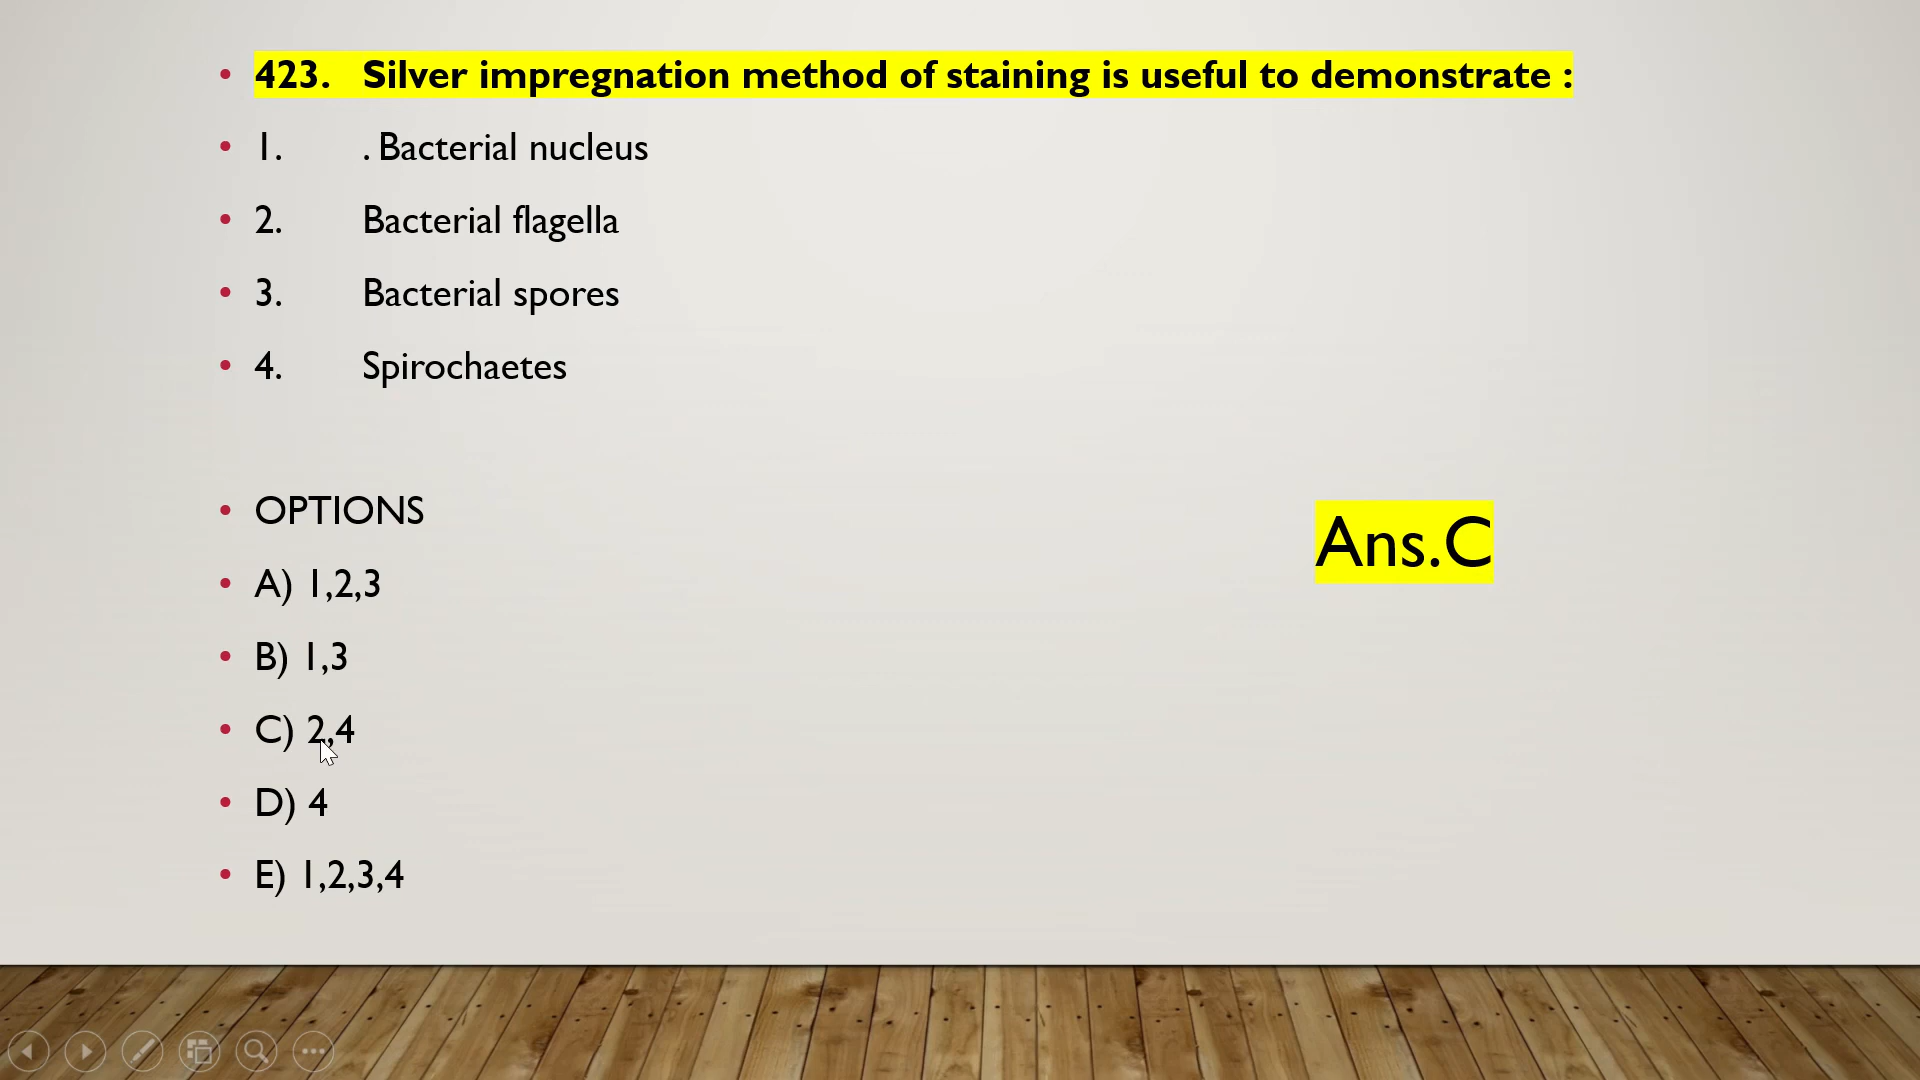 423. Silver impregnation method of staining is useful to demonstrate :
1. . Bacterial nucleus
2. Bacterial flagella
3. Bacterial spores
4. Spirochaetes
OPTIONS
A) 1,2,3
B) 1,3
C) 2,4
D) 4
E) 1,2,3,4
Ans.C